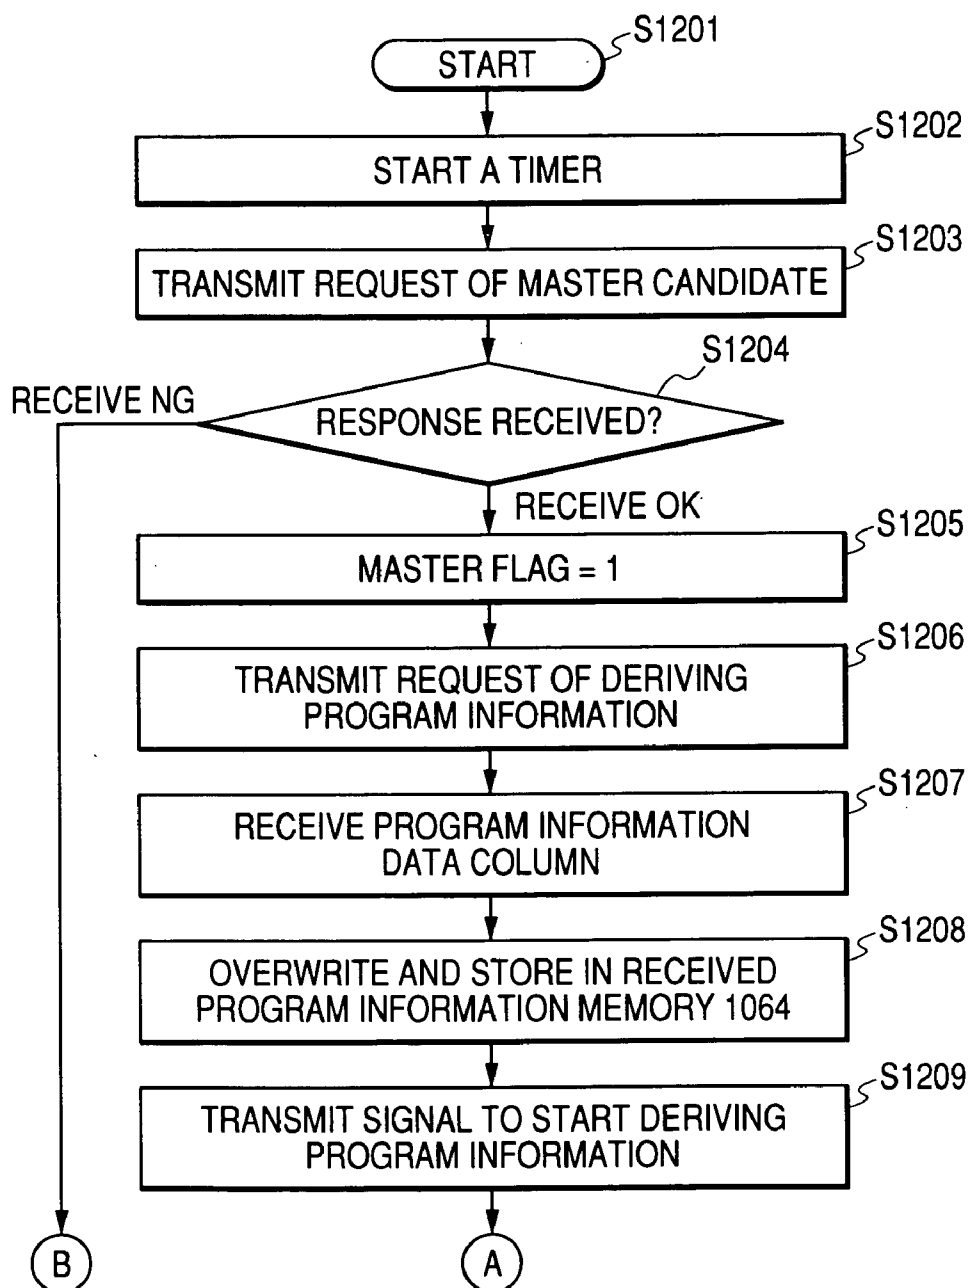 S1201
START
S1202
START A TIMER
S1203
TRANSMIT REQUEST OF MASTER CANDIDATE
S1204
RECEIVE NG
RESPONSE RECEIVED?
RECEIVE OK
S1205
MASTER FLAG = 1
S1206
TRANSMIT REQUEST OF DERIVING
PROGRAM INFORMATION
S1207
RECEIVE PROGRAM INFORMATION
DATA COLUMN
S1208
OVERWRITE AND STORE IN RECEIVED
PROGRAM INFORMATION MEMORY 1064
S1209
TRANSMIT SIGNAL TO START DERIVING
PROGRAM INFORMATION
B
A